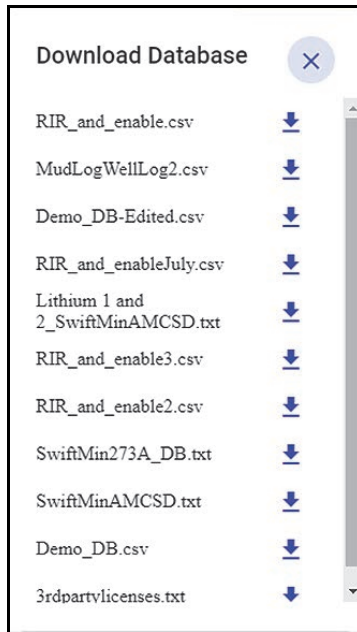 Download Database
RIR_and_enable.csv
MudLogWellLog2.csv
Demo_DB-Edited.csv
RIR_and_enableJuly.csv
Lithium 1 and
2_SwiftMinAMCSD.txt
RIR_and_enable3.csv
RIR_and_enable2.csv
SwiftMin273A_DB.txt
SwiftMinAMCSD.txt
Demo_DB.csv
3rdpartylicenses.txt